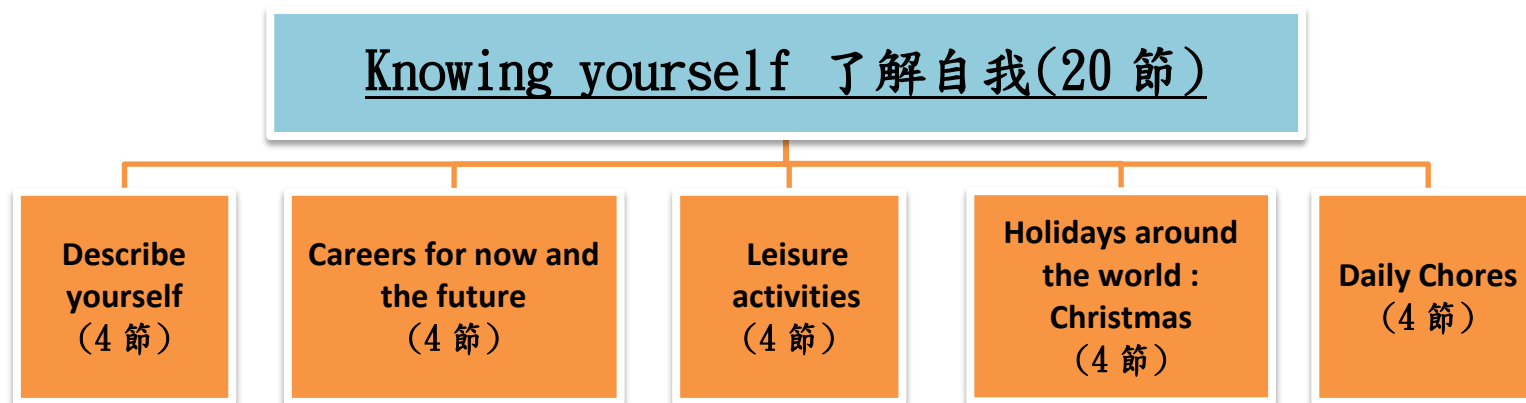 Knowing yourself 了解自我(20 節)
Describe
yourself
(4 節)
Careers for now and
the future
(4 節)
Leisure
activities
(4 節)
Holidays around
the world :
Christmas
(4 節)
Daily Chores
(4 節)